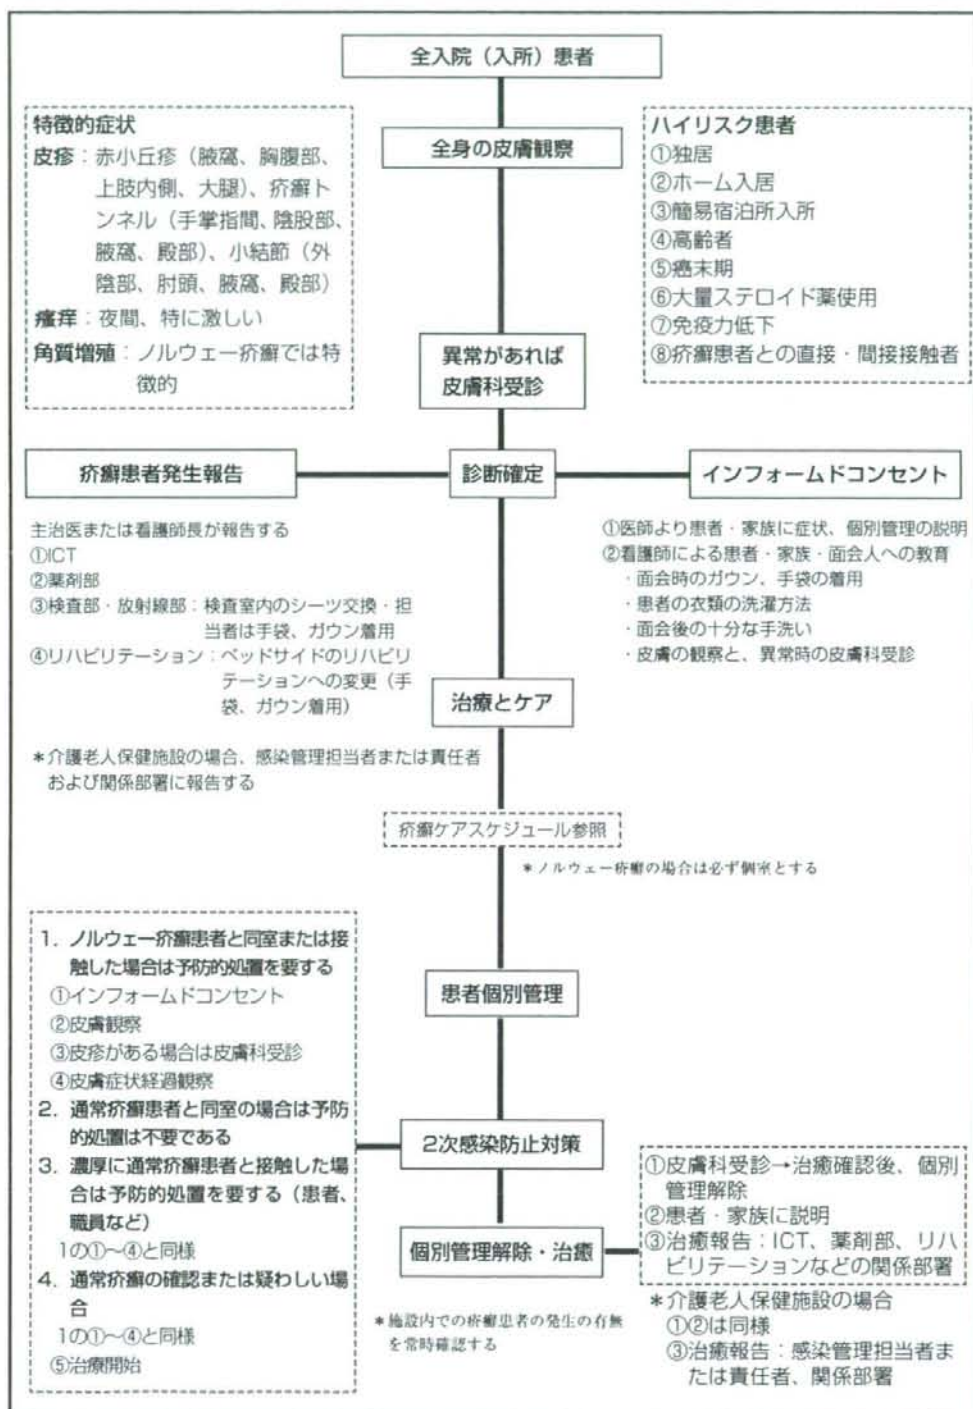 全入院（入所）患者
特徴的症状
皮疹：赤小丘疹（腋窩、胸腹部、
上肢内側、大腿）、疥癬ト
ンネル（手掌指間、陰股部、
腋窩、殿部）、小結節（外
陰部、肘頭、腋窩、殿部）
瘙痒：夜間、特に激しい
角質増殖：ノルウェー疥癬では特
徴的
全身の皮膚観察
ハイリスク患者
①独居
②ホーム入居
③簡易宿泊所入所
④高齢者
⑤癌末期
⑥大量ステロイド薬使用
⑦免疫力低下
⑧疥癬患者との直接・間接接触者
異常があれば
皮膚科受診
疥癬患者発生報告
診断確定
インフォームドコンセント
主治医または看護師長が報告する
①ICT
②薬剤部
③検査部・放射線部：検査室内のシーツ交換・担
当者は手袋、ガウン着用
④リハビリテーション：ベッドサイドのリハビリ
テーションへの変更（手
袋、ガウン着用）
＊介護老人保健施設の場合、感染管理担当者または責任者
および関係部署に報告する
①医師より患者・家族に症状、個別管理の説明
②看護師による患者・家族・面会人への教育
・面会時のガウン、手袋の着用
・患者の衣類の洗濯方法
・面会後の十分な手洗い
・皮膚の観察と、異常時の皮膚科受診
治療とケア
疥癬ケアスケジュール参照
＊ノルウェー疥癬の場合は必ず個室とする
患者個別管理
1．ノルウェー疥癬患者と同室または接
触した場合は予防的処置を要する
①インフォームドコンセント
②皮膚観察
③皮疹がある場合は皮膚科受診
④皮膚症状経過観察
2．通常疥癬患者と同室の場合は予防
的処置は不要である
3．濃厚に通常疥癬患者と接触した場
合は予防的処置を要する（患者、
職員など）
1の①～④と同様
4．通常疥癬の確認または疑わしい場
合
1の①～④と同様
⑤治療開始
2次感染防止対策
個別管理解除・治癒
＊施設内での疥癬患者の発生の有無
を常時確認する
①皮膚科受診→治癒確認後、個別
管理解除
②患者・家族に説明
③治癒報告：ICT、薬剤部、リハ
ビリテーションなどの関係部署
＊介護老人保健施設の場合
①②は同様
③治癒報告：感染管理担当者ま
たは責任者、関係部署